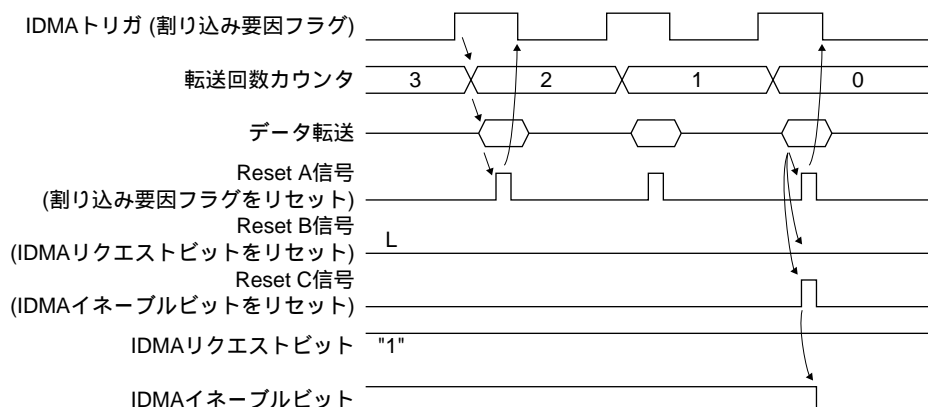 IDMAトリガ (割り込み要因フラグ)
転送回数カウンタ
3
2
1
0
データ転送
Reset A信号
(割り込み要因フラグをリセット)
Reset B信号
(IDMAリクエストビットをリセット)
L
Reset C信号
(IDMAイネーブルビットをリセット)
IDMAリクエストビット
"1"
IDMAイネーブルビット